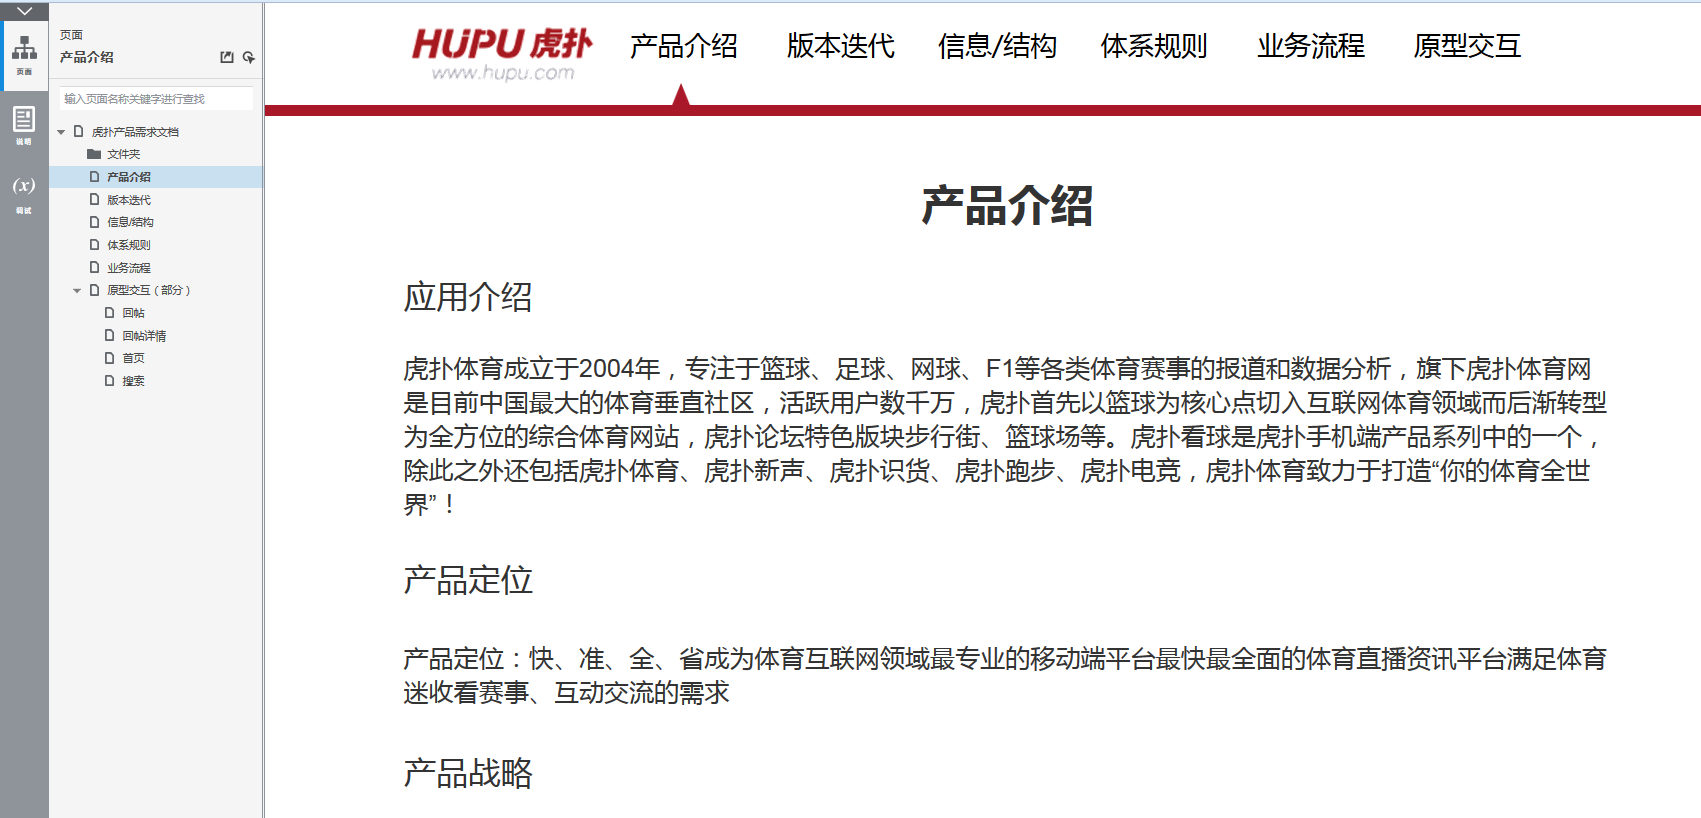 页面
产品介绍
页面
输入页面名称关键字进行查找
说明
(x)
调试
虎扑产品需求文档
文件夹
产品介绍
版本迭代
信息/结构
体系规则
业务流程
原型交互（部分）
回帖
回帖详情
首页
搜索
HUPU 虎扑
www.hupu.com
产品介绍 版本迭代 信息/结构 体系规则 业务流程 原型交互
产品介绍
应用介绍
虎扑体育成立于2004年，专注于篮球、足球、网球、F1等各类体育赛事的报道和数据分析，旗下虎扑体育网
是目前中国最大的体育垂直社区，活跃用户数千万，虎扑首先以篮球为核心点切入互联网体育领域而后渐转型
为全方位的综合体育网站，虎扑论坛特色版块步行街、篮球场等。虎扑看球是虎扑手机端产品系列中的一个，
除此之外还包括虎扑体育、虎扑新声、虎扑识货、虎扑跑步、虎扑电竞，虎扑体育致力于打造“你的体育全世
界”！
产品定位
产品定位：快、准、全、省成为体育互联网领域最专业的移动端平台最快最全面的体育直播资讯平台满足体育
迷收看赛事、互动交流的需求
产品战略